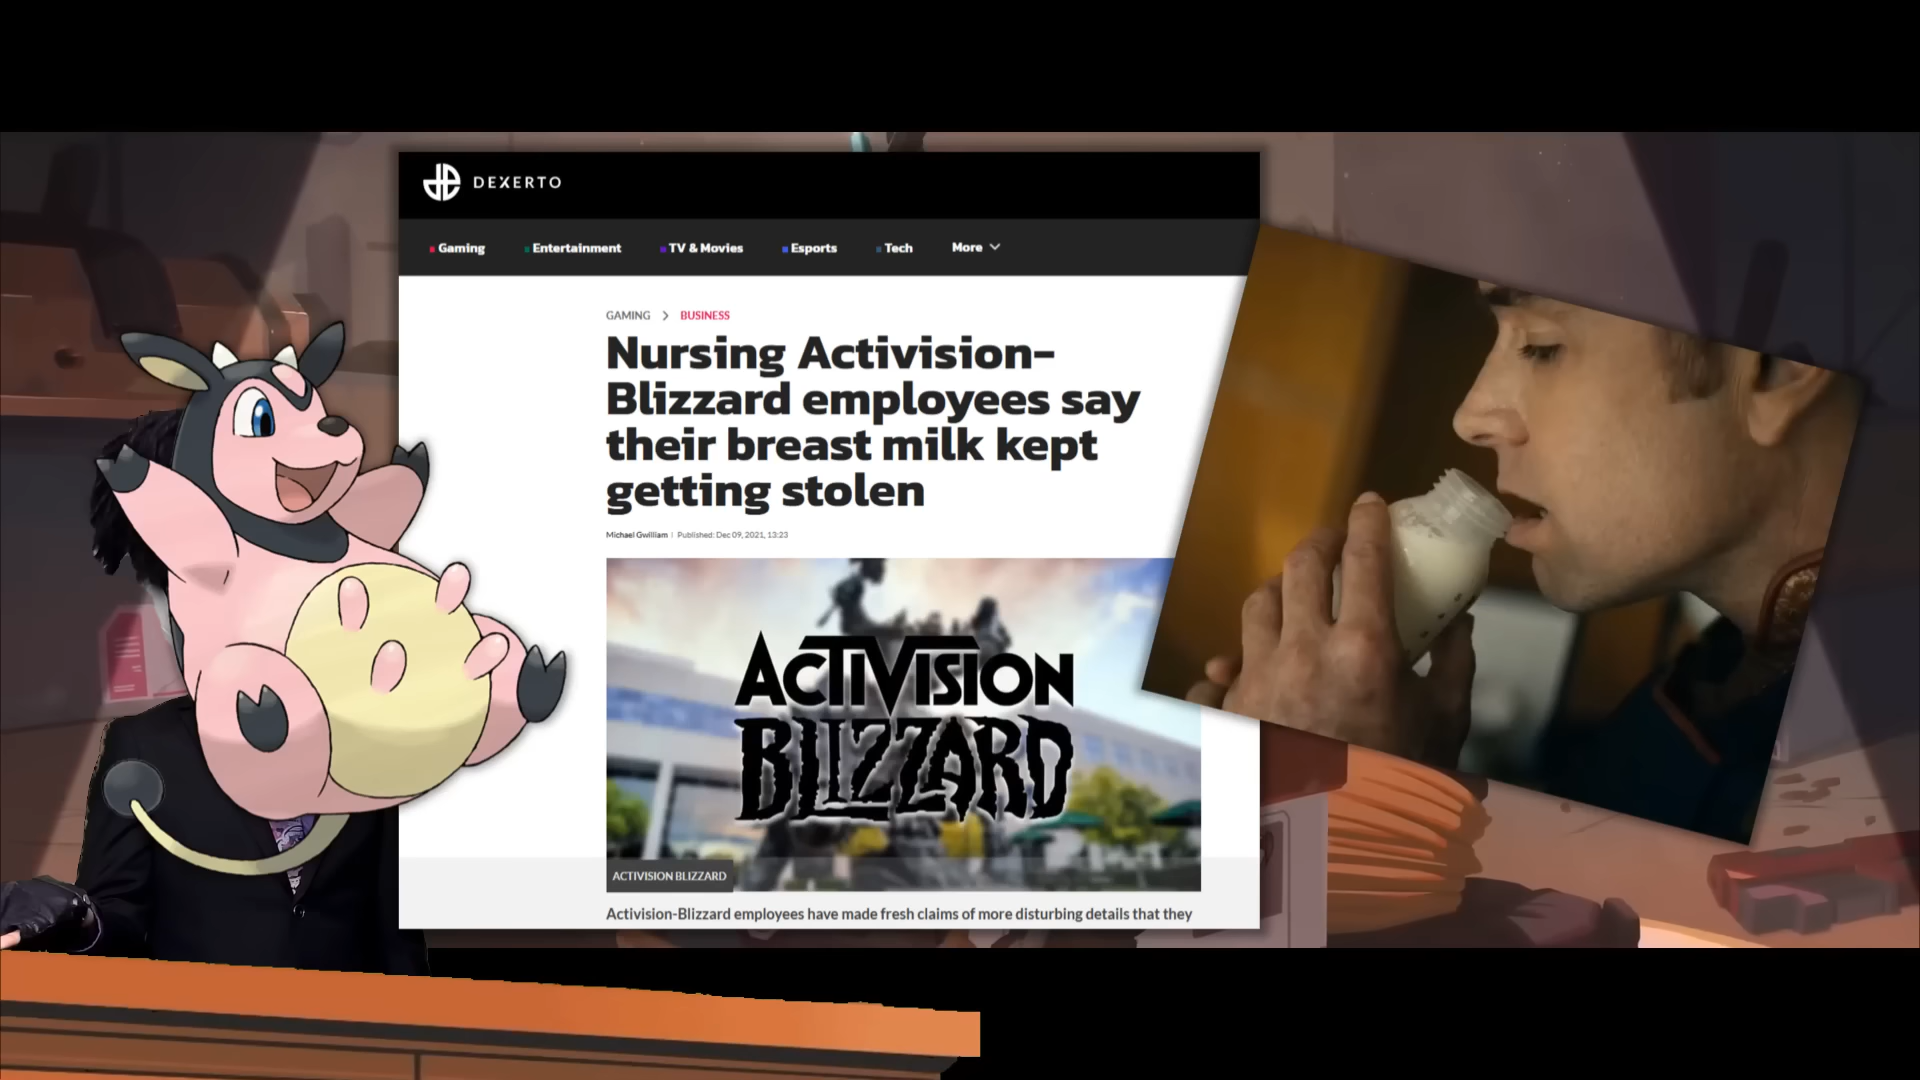 DEXERTO
Gaming
Entertainment
TV & Movies
Esports
Tech
More
GAMING > BUSINESS
Nursing Activision-
Blizzard employees say
their breast milk kept
getting stolen
Michael Gwilliam | Published: Dec 09, 2021, 13:23
ACTIVISION
BLIZZARD
ACTIVISION BLIZZARD
Activision-Blizzard employees have made fresh claims of more disturbing details that they